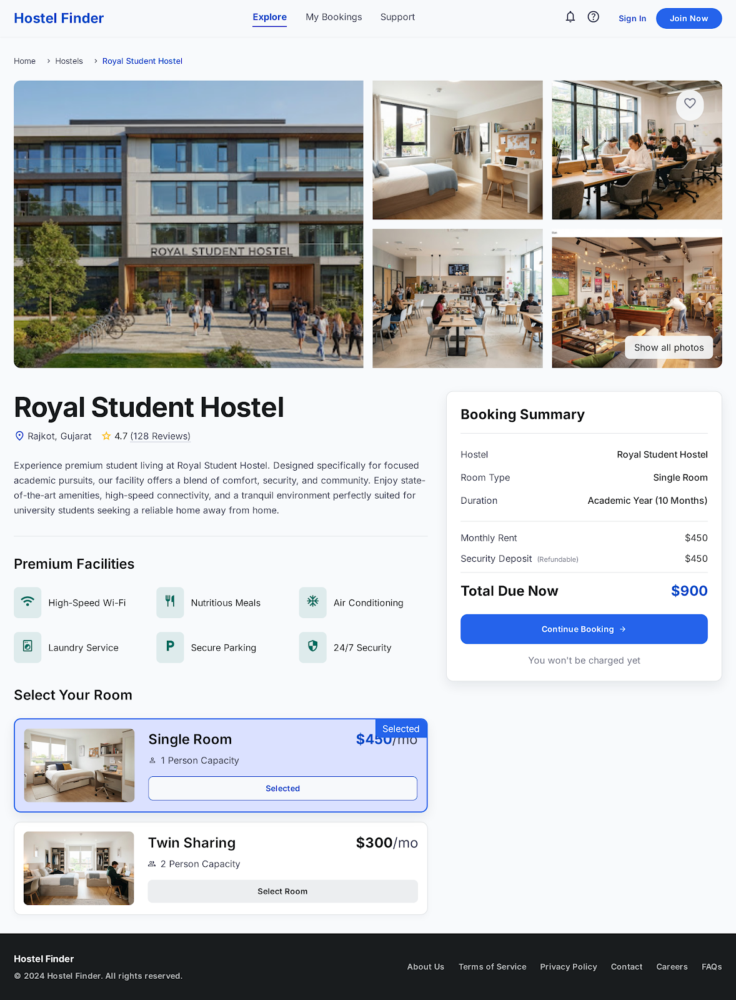 Hostel Finder
Explore
My Bookings
Support
Sign In
Join Now
Home
Hostels
Royal Student Hostel
ROYAL STUDENT HOSTEL
Show all photos
Royal Student Hostel
Rajkot, Gujarat
4.7 (128 Reviews)
Experience premium student living at Royal Student Hostel. Designed specifically for focused
academic pursuits, our facility offers a blend of comfort, security, and community. Enjoy state-
of-the-art amenities, high-speed connectivity, and a tranquil environment perfectly suited for
university students seeking a reliable home away from home.
Premium Facilities
High-Speed Wi-Fi
Nutritious Meals
Air Conditioning
Laundry Service
P
Secure Parking
24/7 Security
Select Your Room
Selected
Single Room
$450/mo
1 Person Capacity
Selected
Twin Sharing
$300/mo
2 Person Capacity
Select Room
Booking Summary
Hostel
Royal Student Hostel
Room Type
Single Room
Duration
Academic Year (10 Months)
Monthly Rent
$450
Security Deposit (Refundable)
$450
Total Due Now
$900
Continue Booking →
You won't be charged yet
Hostel Finder
© 2024 Hostel Finder. All rights reserved.
About Us
Terms of Service
Privacy Policy
Contact
Careers
FAQs